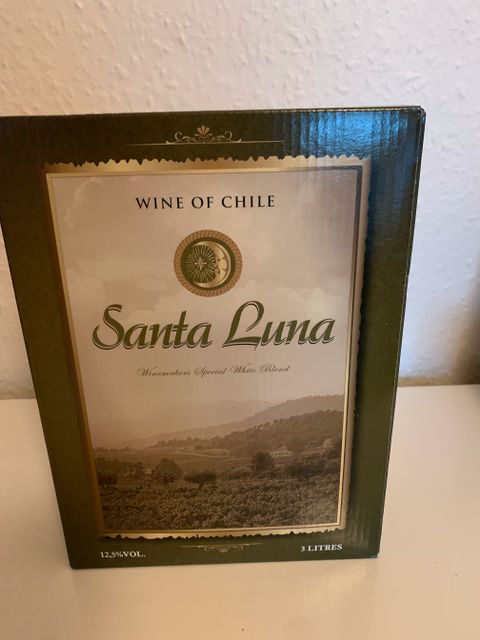 WINE OF CHILE
Santa Luna
Winemakers Special White Blend
12,5%VOL.
3 LITRES